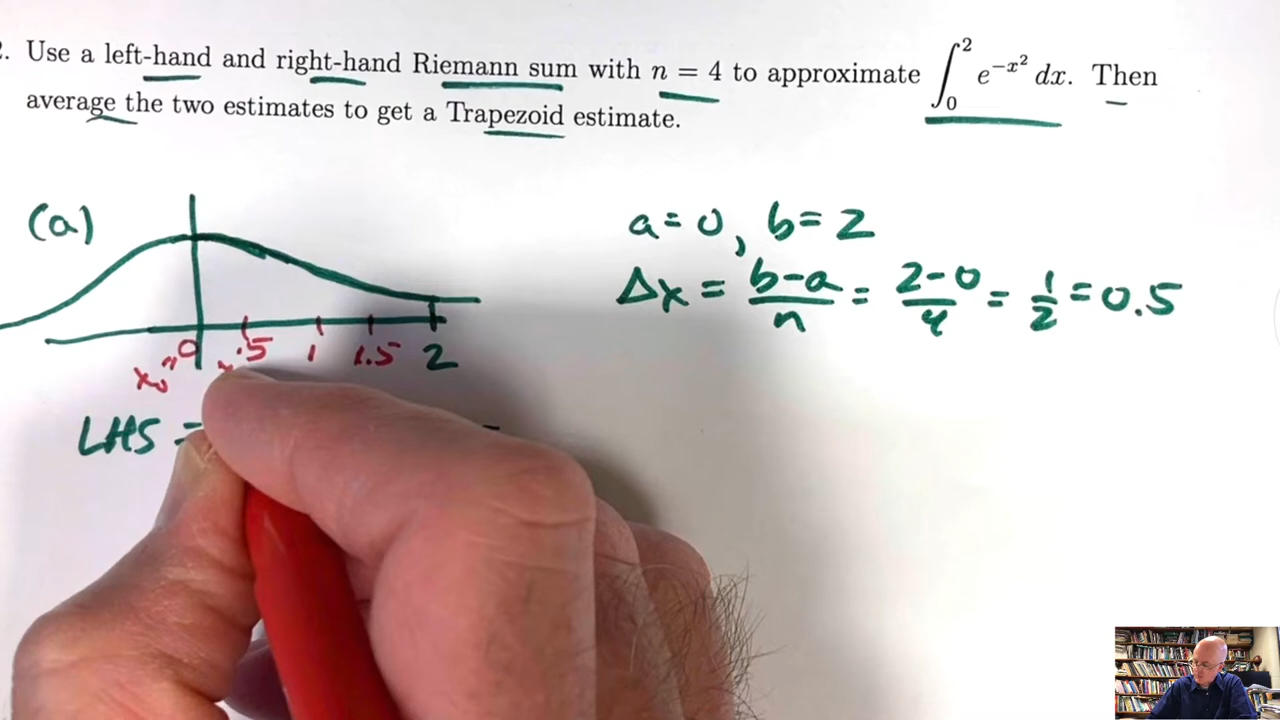 . Use a left-hand and right-hand Riemann sum with n = 4 to approximate ∫₀² e^{-x²} dx. Then
average the two estimates to get a Trapezoid estimate.
(a)
a = 0, b = 2
Δx = b-a/n = 2-0/4 = 1/2 = 0.5
0 .5 1 1.5 2
x₀ =
LHS =